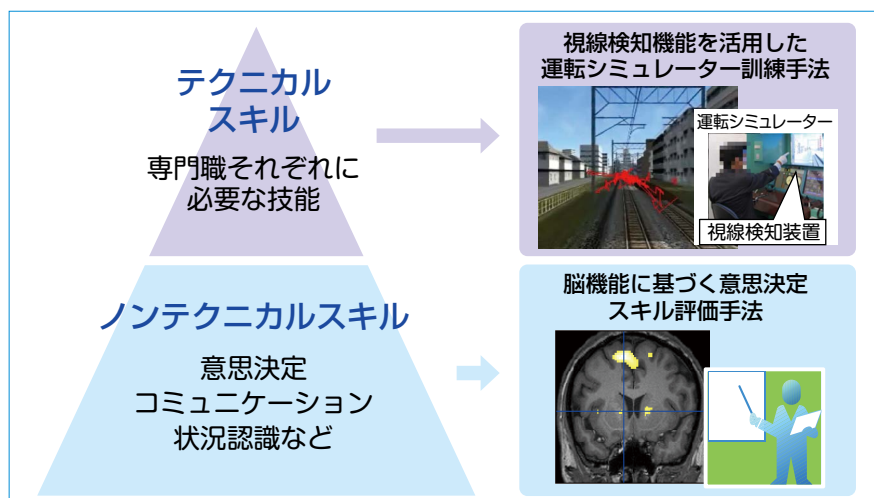 テクニカル
スキル
専門職それぞれに
必要な技能
視線検知機能を活用した
運転シミュレーター訓練手法
運転シミュレーター
視線検知装置
ノンテクニカルスキル
意思決定
コミュニケーション
状況認識など
脳機能に基づく意思決定
スキル評価手法